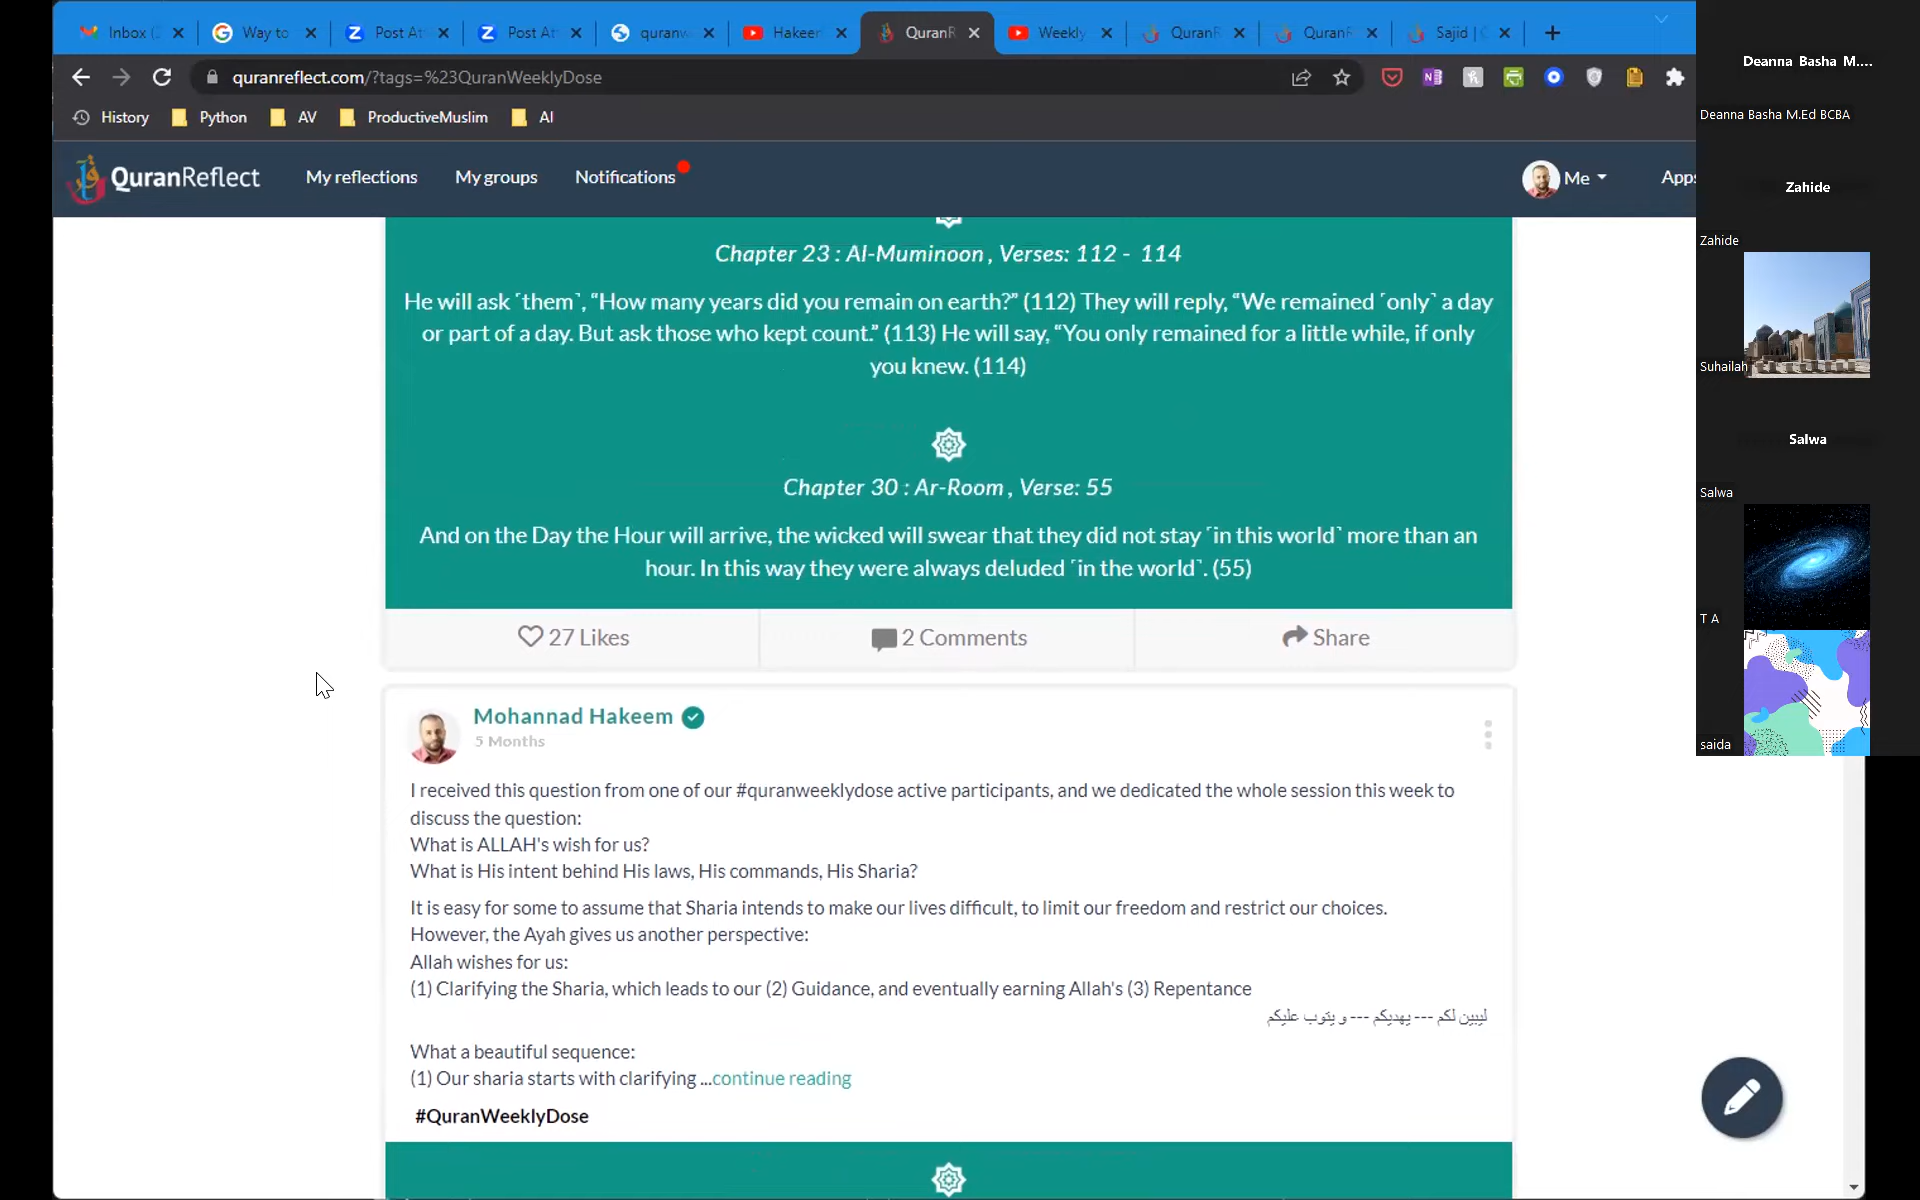 Inbox (
Way to
Post At
Post At
quranw
Hakeem
QuranR
Weekly
QuranR
QuranR
Sajid | Q
quranreflect.com/?tags=%23QuranWeeklyDose
History
Python
AV
ProductiveMuslim
AI
QuranReflect
My reflections
My groups
Notifications
Me
Apps
Chapter 23 : Al-Muminoon , Verses: 112 - 114
He will ask ˹them˺, “How many years did you remain on earth?” (112) They will reply, “We remained ˹only˺ a day
or part of a day. But ask those who kept count.” (113) He will say, “You only remained for a little while, if only
you knew. (114)
Chapter 30 : Ar-Room , Verse: 55
And on the Day the Hour will arrive, the wicked will swear that they did not stay ˹in this world˺ more than an
hour. In this way they were always deluded ˹in the world˺. (55)
27 Likes
2 Comments
Share
Mohannad Hakeem
5 Months
I received this question from one of our #quranweeklydose active participants, and we dedicated the whole session this week to
discuss the question:
What is ALLAH's wish for us?
What is His intent behind His laws, His commands, His Sharia?
It is easy for some to assume that Sharia intends to make our lives difficult, to limit our freedom and restrict our choices.
However, the Ayah gives us another perspective:
Allah wishes for us:
(1) Clarifying the Sharia, which leads to our (2) Guidance, and eventually earning Allah's (3) Repentance
ليبين لكم --- يهديكم --- و يتوب عليكم
What a beautiful sequence:
(1) Our sharia starts with clarifying ...continue reading
#QuranWeeklyDose
Deanna Basha M....
Deanna Basha M.Ed BCBA
Zahide
Zahide
Suhailah
Salwa
Salwa
T A
saida